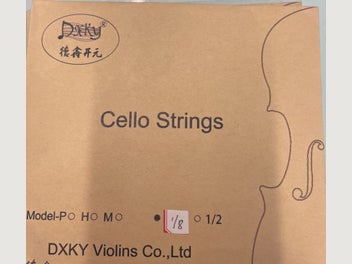 DXKY®
德鑫开元
Cello Strings
Model-P○ H○ M○ ● 1/8 ○ 1/2
DXKY Violins Co.,Ltd